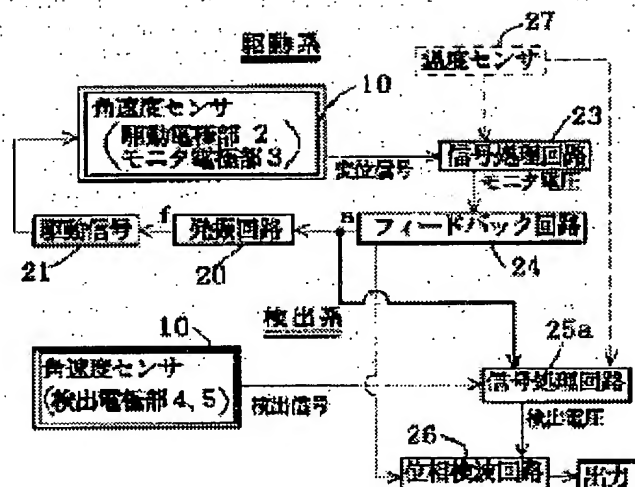 27
駆動系
温度センサ
10
角速度センサ
(駆動電極部2
モニタ電極部3)
23
信号処理回路
変位信号
モニタ電圧
駆動信号
f
発振回路
a
フィードバック回路
21
20
24
検出系
10
25a
角速度センサ
(検出電極部4、5)
検出信号
信号処理回路
検出電圧
26
位相検波回路
出力